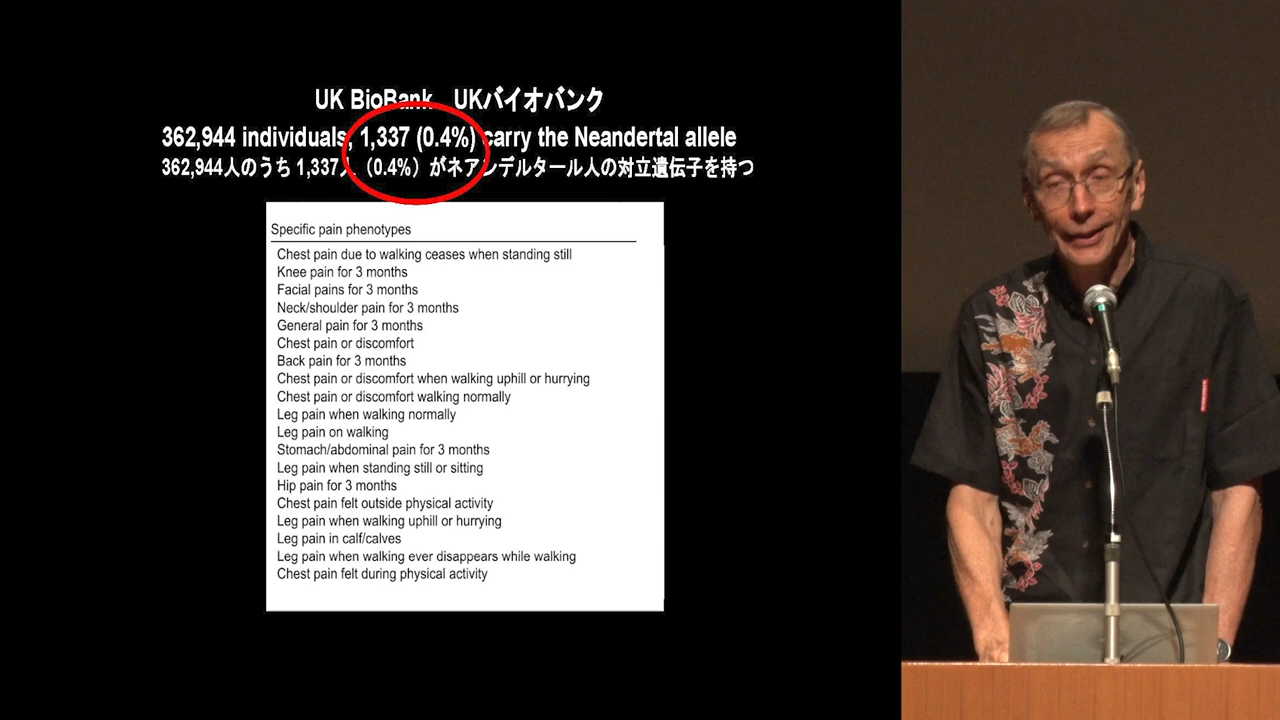 UK BioBank UKバイオバンク
362,944 individuals, 1,337 (0.4%) carry the Neandertal allele
362,944人のうち 1,337人（0.4%）がネアンデルタール人の対立遺伝子を持つ
Specific pain phenotypes
Chest pain due to walking ceases when standing still
Knee pain for 3 months
Facial pains for 3 months
Neck/shoulder pain for 3 months
General pain for 3 months
Chest pain or discomfort
Back pain for 3 months
Chest pain or discomfort when walking uphill or hurrying
Chest pain or discomfort walking normally
Leg pain when walking normally
Leg pain on walking
Stomach/abdominal pain for 3 months
Leg pain when standing still or sitting
Hip pain for 3 months
Chest pain felt outside physical activity
Leg pain when walking uphill or hurrying
Leg pain in calf/calves
Leg pain when walking ever disappears while walking
Chest pain felt during physical activity